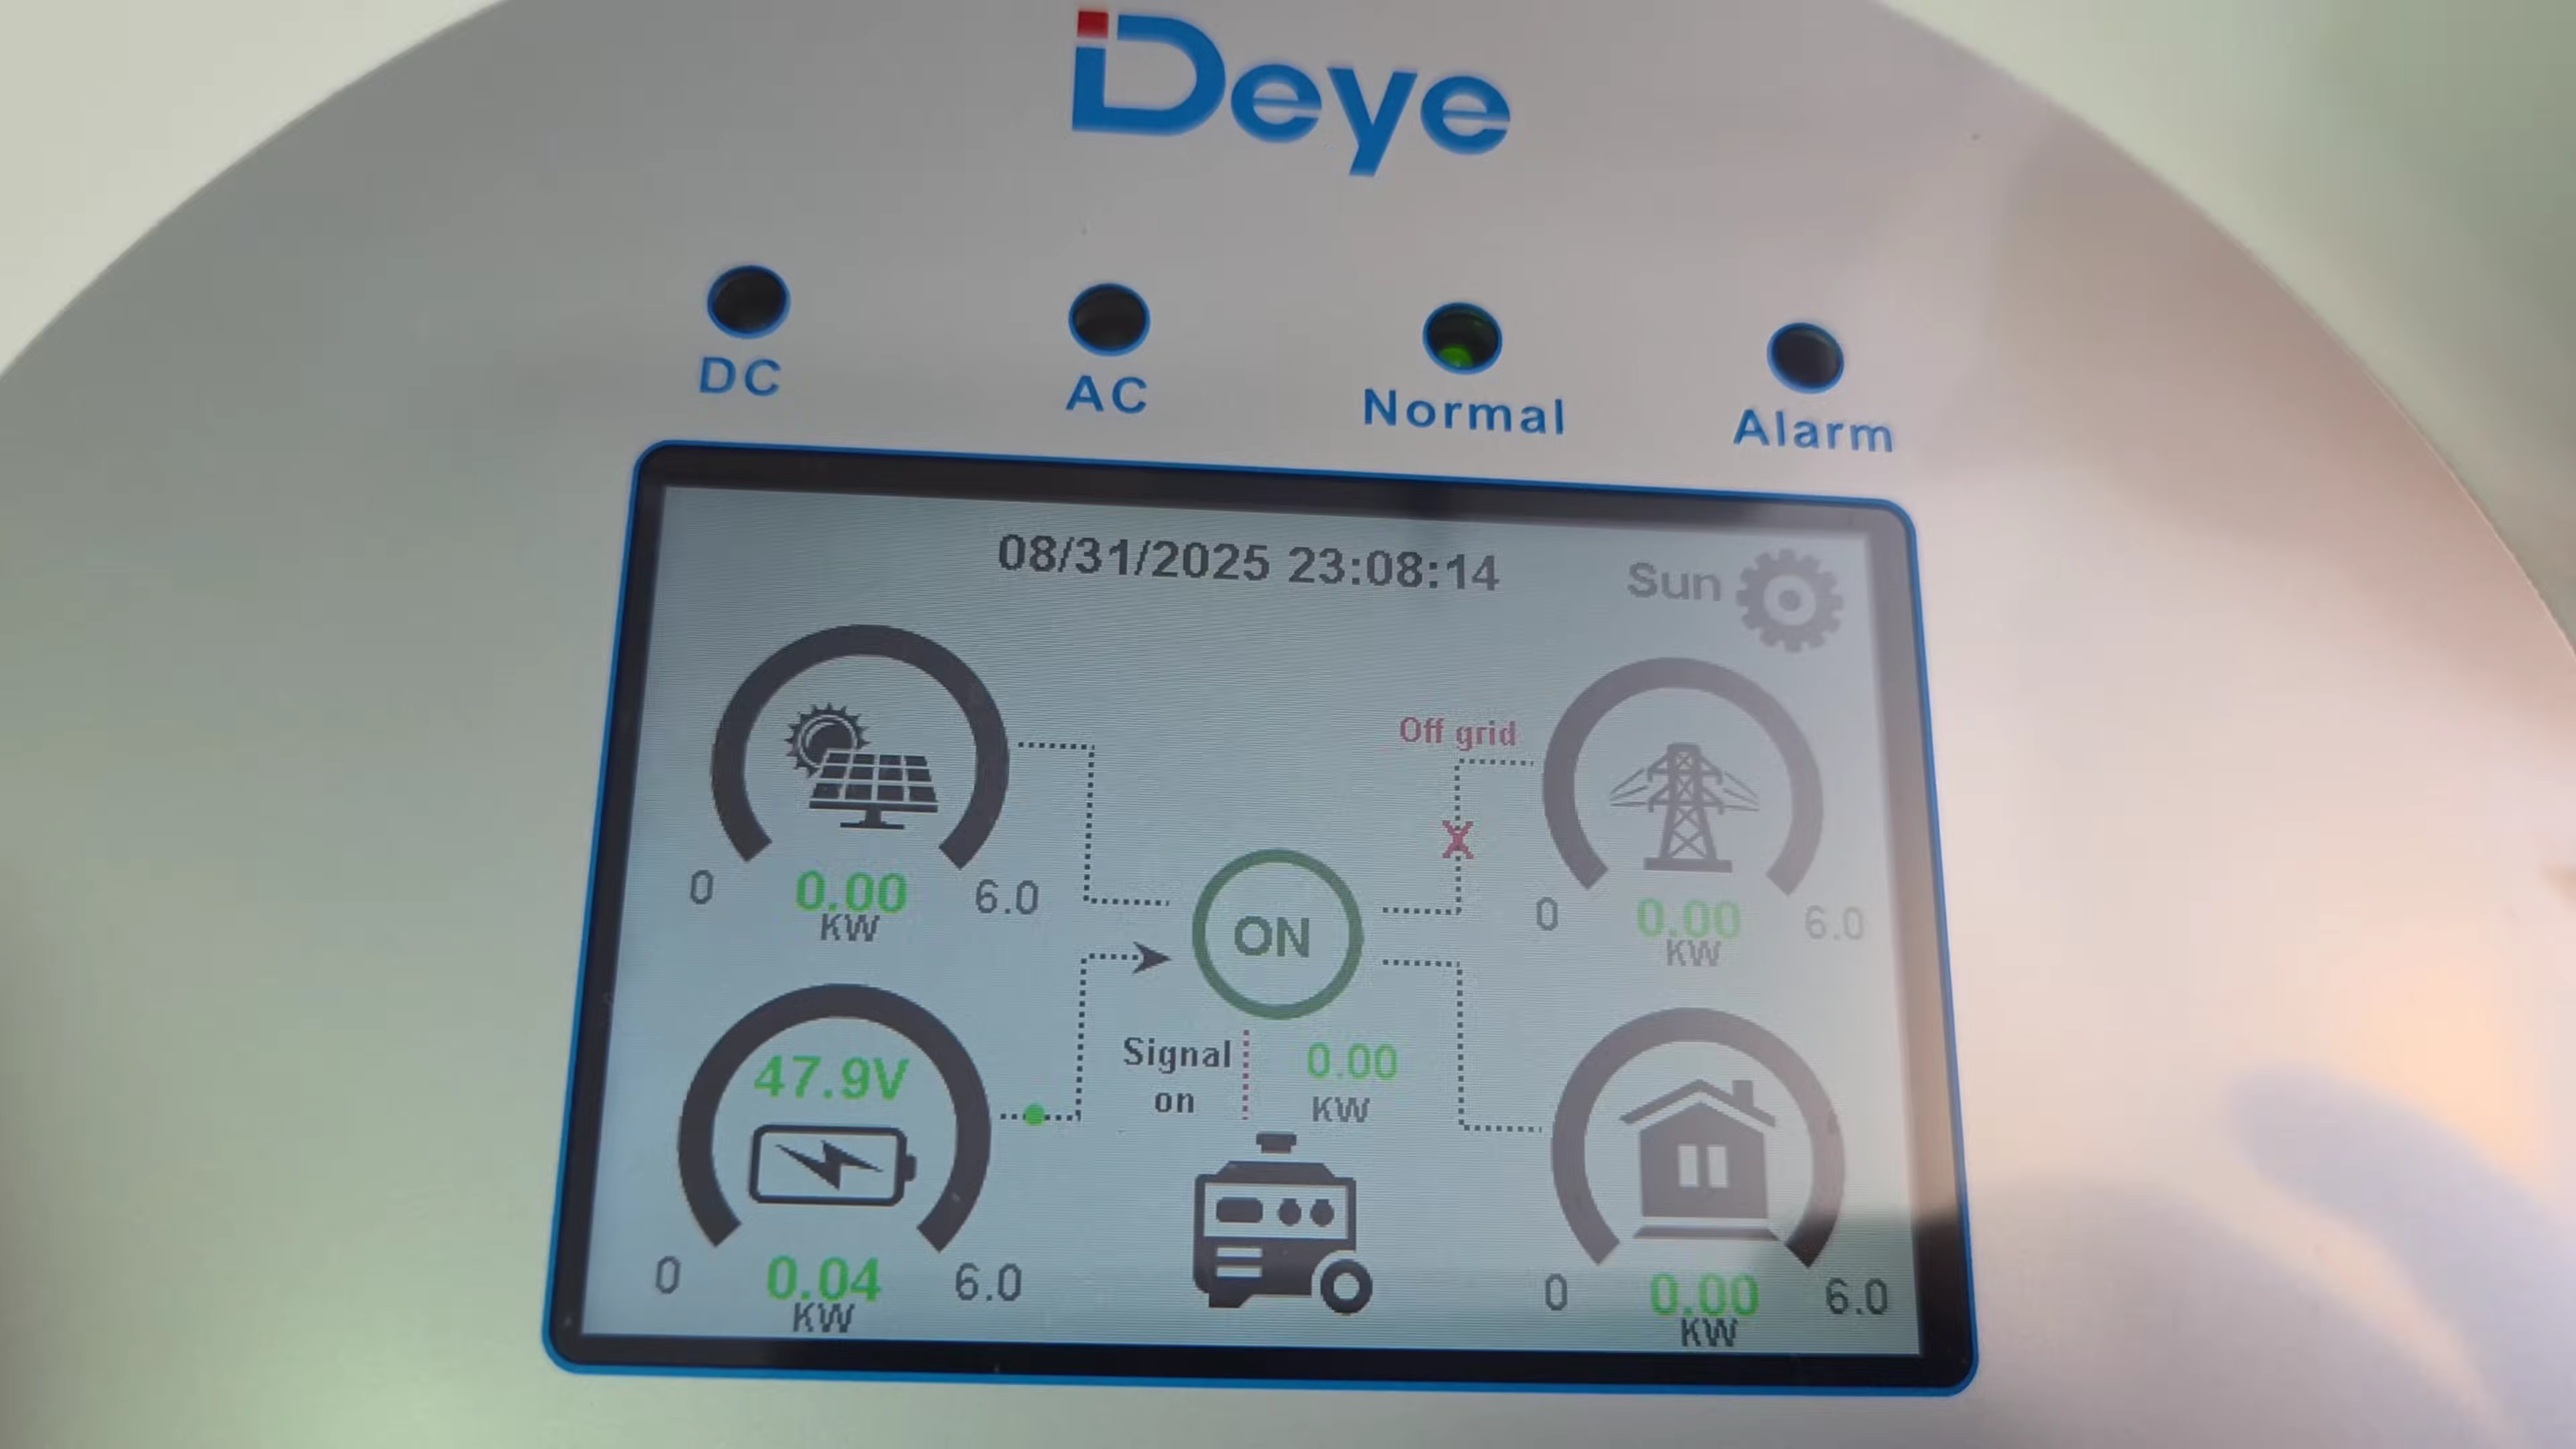 Deye
DC AC Normal Alarm
08/31/2025 23:08:14 Sun
Off grid
X
0 0.00 6.0
KW
0 0.00 6.0
KW
ON
47.9V
Signal
on
0.00
KW
0 0.04 6.0
KW
0 0.00 6.0
KW